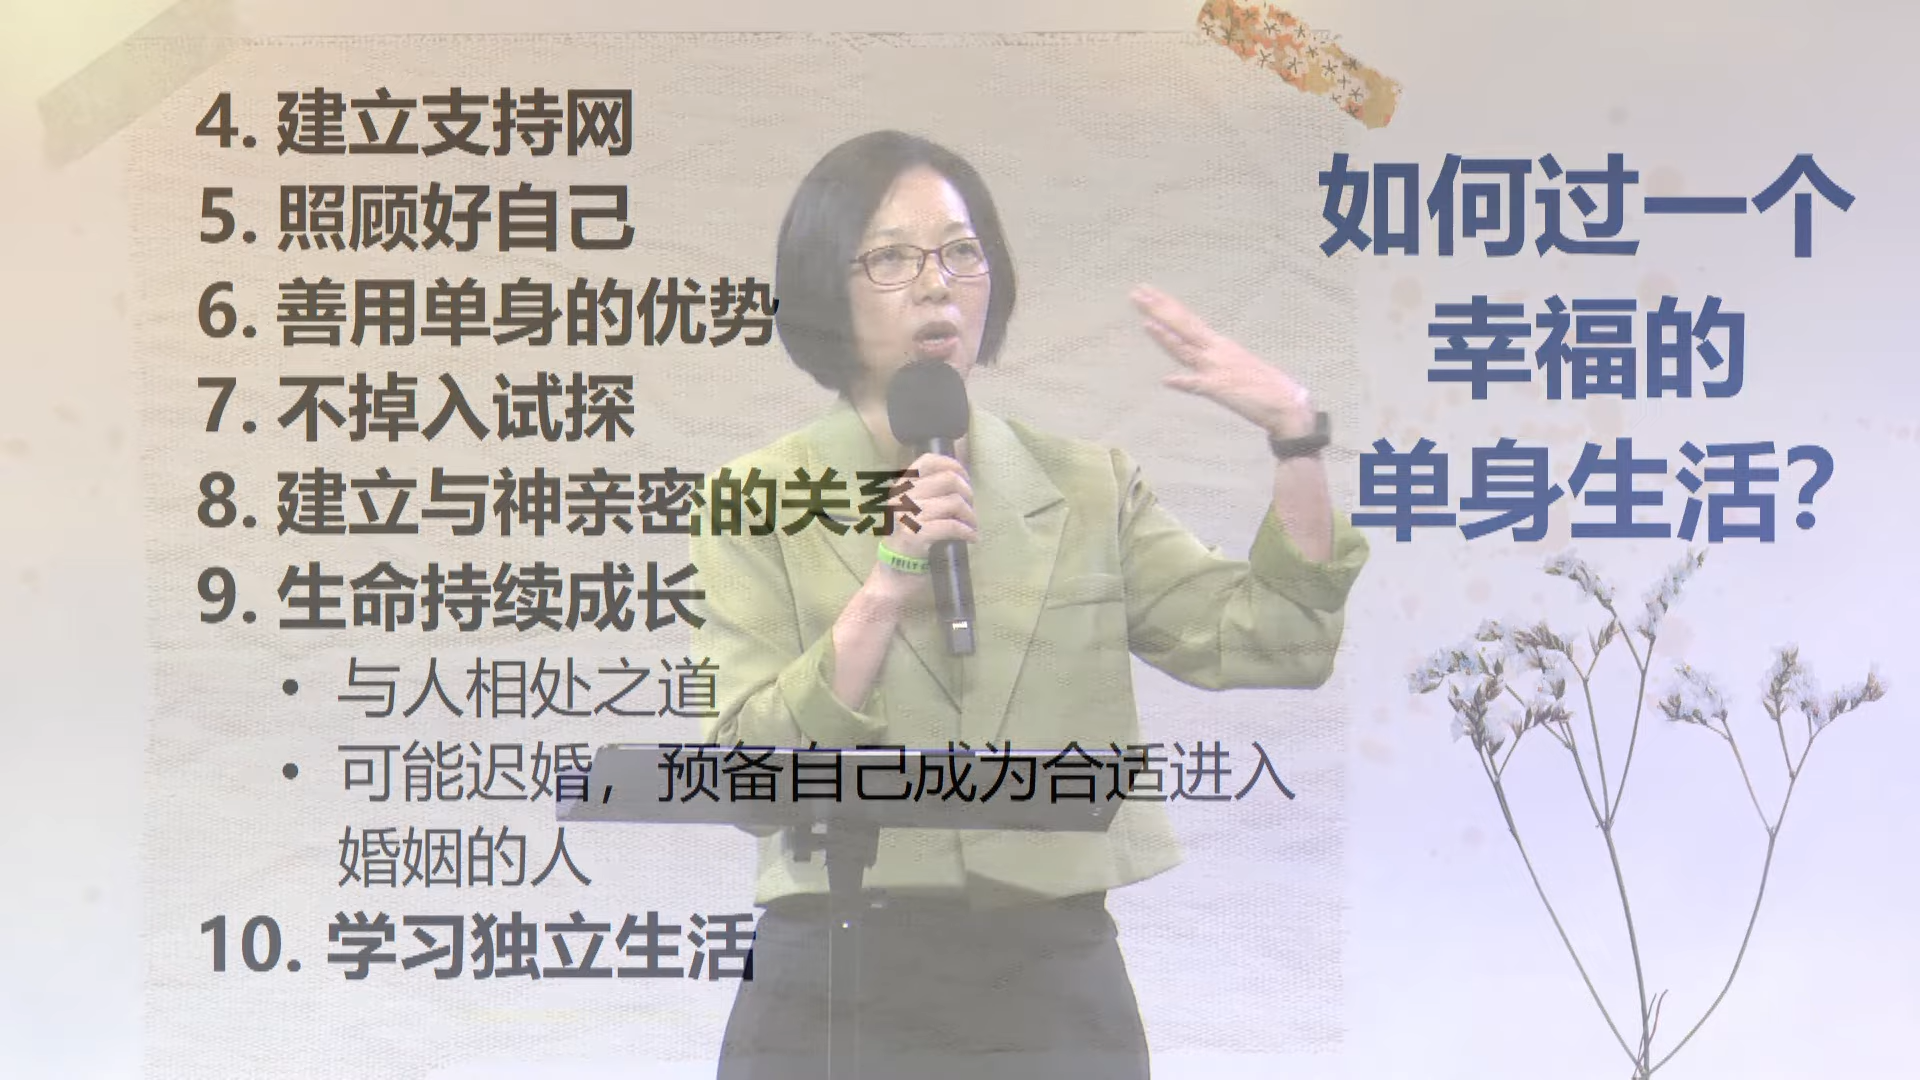 4. 建立支持网
5. 照顾好自己
6. 善用单身的优势
7. 不掉入试探
8. 建立与神亲密的关系
9. 生命持续成长
• 与人相处之道
• 可能迟婚，预备自己成为合适进入
婚姻的人
10. 学习独立生活
如何过一个
幸福的
单身生活?